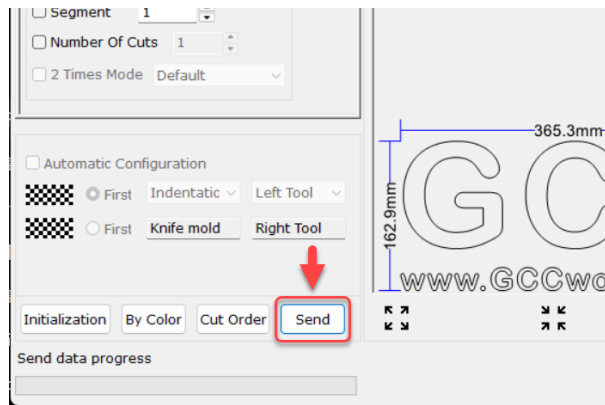 Segment 1
Number Of Cuts 1
2 Times Mode Default
Automatic Configuration
First Indentatic Left Tool
First Knife mold Right Tool
Initialization By Color Cut Order Send
Send data progress
365.3mm
162.9mm
GC
www.GCCwo